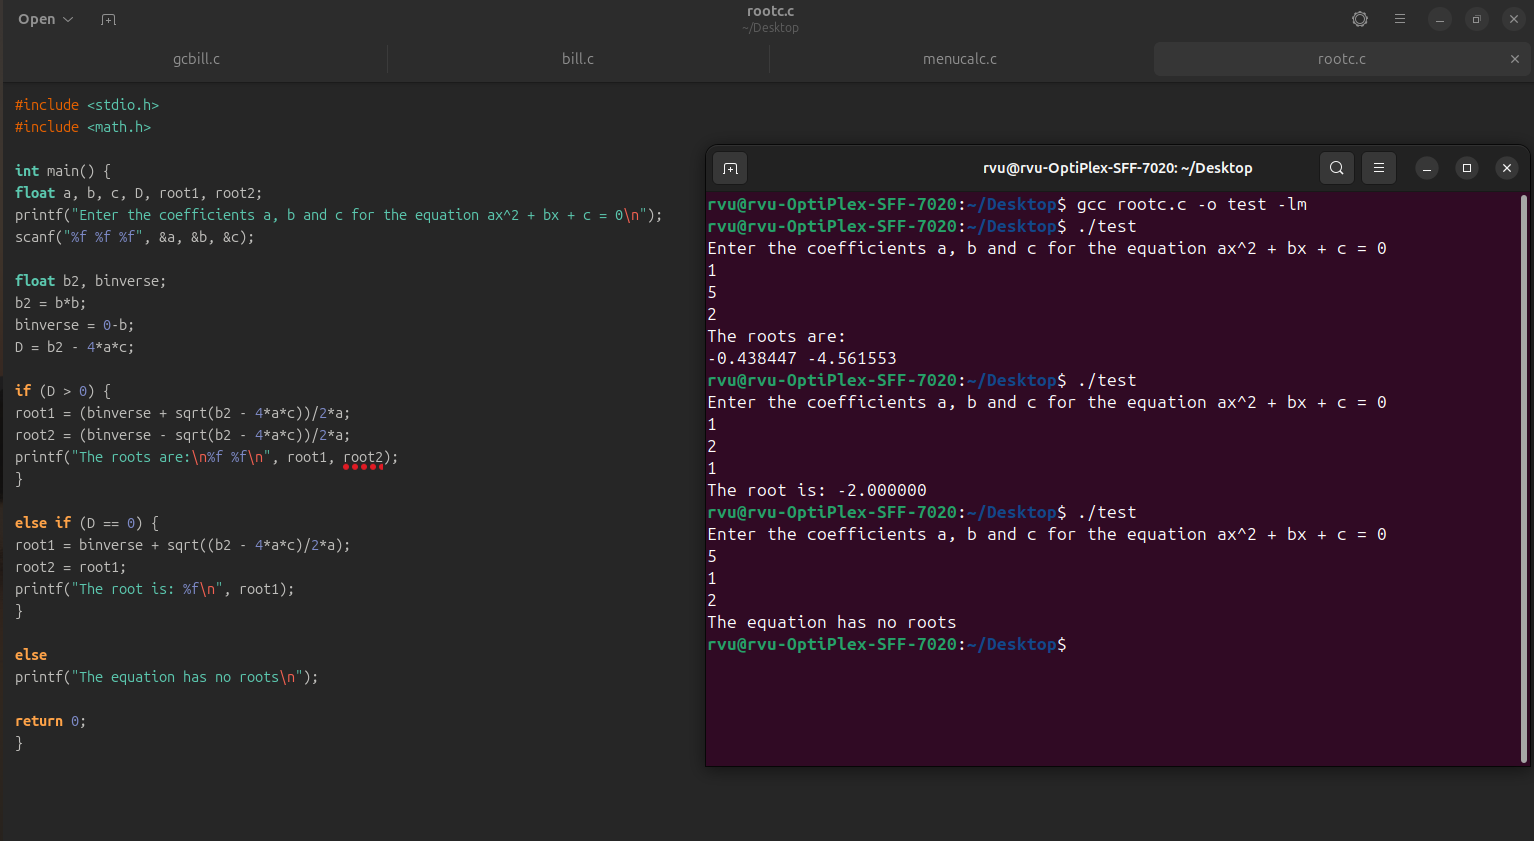 Open
rootc.c
~/Desktop
gcbill.c
bill.c
menucalc.c
rootc.c
#include <stdio.h>
#include <math.h>
int main() {
float a, b, c, D, root1, root2;
printf("Enter the coefficients a, b and c for the equation ax^2 + bx + c = 0\n");
scanf("%f %f %f", &a, &b, &c);
float b2, binverse;
b2 = b*b;
binverse = 0-b;
D = b2 - 4*a*c;
if (D > 0) {
root1 = (binverse + sqrt(b2 - 4*a*c))/2*a;
root2 = (binverse - sqrt(b2 - 4*a*c))/2*a;
printf("The roots are:\n%f %f\n", root1, root2);
}
else if (D == 0) {
root1 = binverse + sqrt((b2 - 4*a*c)/2*a);
root2 = root1;
printf("The root is: %f\n", root1);
}
else
printf("The equation has no roots\n");
return 0;
}
rvu@rvu-OptiPlex-SFF-7020: ~/Desktop
rvu@rvu-OptiPlex-SFF-7020:~/Desktop$ gcc rootc.c -o test -lm
rvu@rvu-OptiPlex-SFF-7020:~/Desktop$ ./test
Enter the coefficients a, b and c for the equation ax^2 + bx + c = 0
1
5
2
The roots are:
-0.438447 -4.561553
rvu@rvu-OptiPlex-SFF-7020:~/Desktop$ ./test
Enter the coefficients a, b and c for the equation ax^2 + bx + c = 0
1
2
1
The root is: -2.000000
rvu@rvu-OptiPlex-SFF-7020:~/Desktop$ ./test
Enter the coefficients a, b and c for the equation ax^2 + bx + c = 0
5
1
2
The equation has no roots
rvu@rvu-OptiPlex-SFF-7020:~/Desktop$